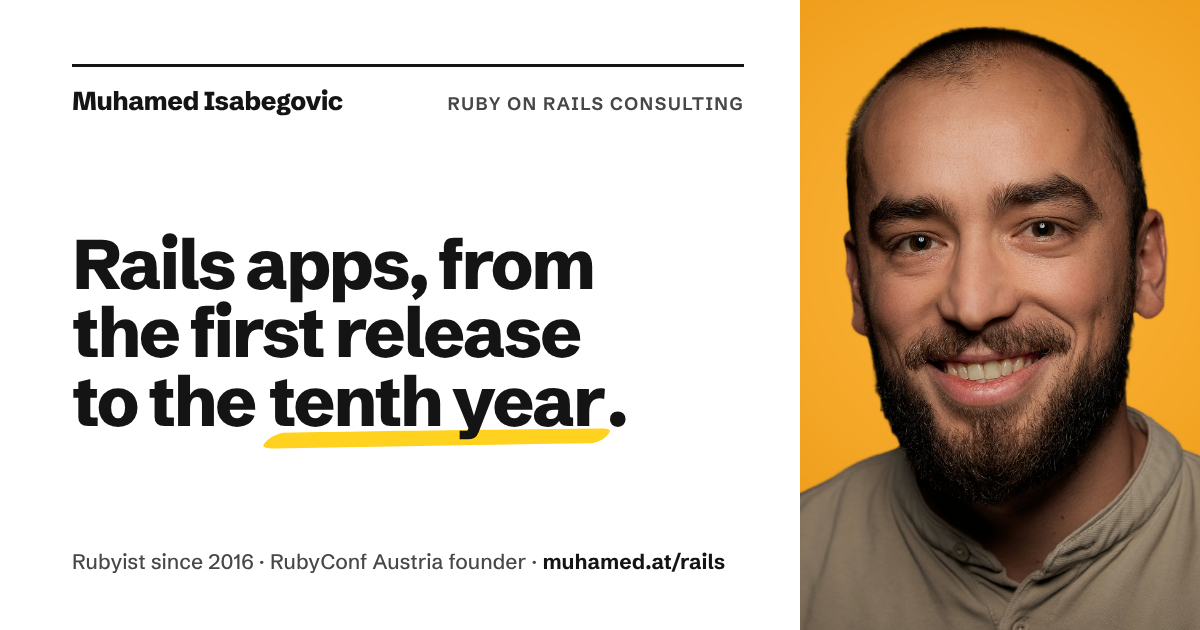 Muhamed Isabegovic
RUBY ON RAILS CONSULTING
Rails apps, from
the first release
to the tenth year.
Rubyist since 2016 · RubyConf Austria founder · muhamed.at/rails